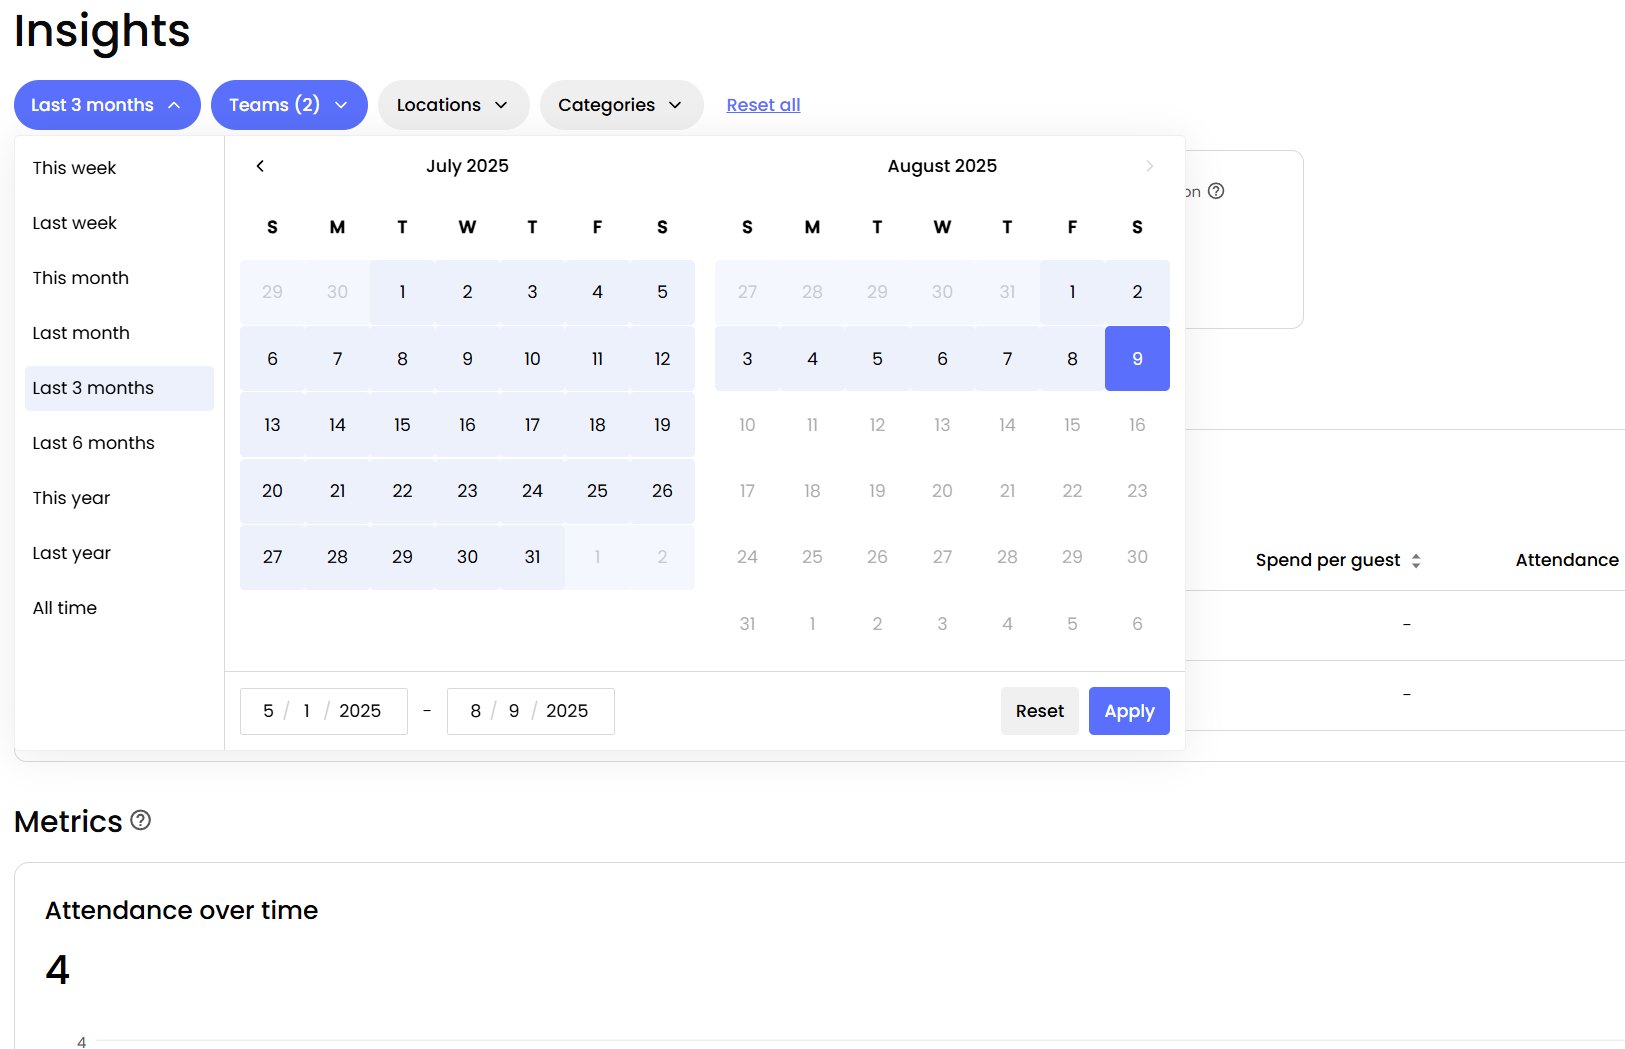 Insights
Last 3 months
Teams (2)
Locations
Categories
Reset all
This week
Last week
This month
Last month
Last 3 months
Last 6 months
This year
Last year
All time
July 2025
S M T W T F S
29 30 1 2 3 4 5
6 7 8 9 10 11 12
13 14 15 16 17 18 19
20 21 22 23 24 25 26
27 28 29 30 31 1 2
August 2025
S M T W T F S
27 28 29 30 31 1 2
3 4 5 6 7 8 9
10 11 12 13 14 15 16
17 18 19 20 21 22 23
24 25 26 27 28 29 30
31 1 2 3 4 5 6
5 / 1 / 2025 - 8 / 9 / 2025
Reset
Apply
Spend per guest
Attendance
-
-
Metrics
Attendance over time
4
4